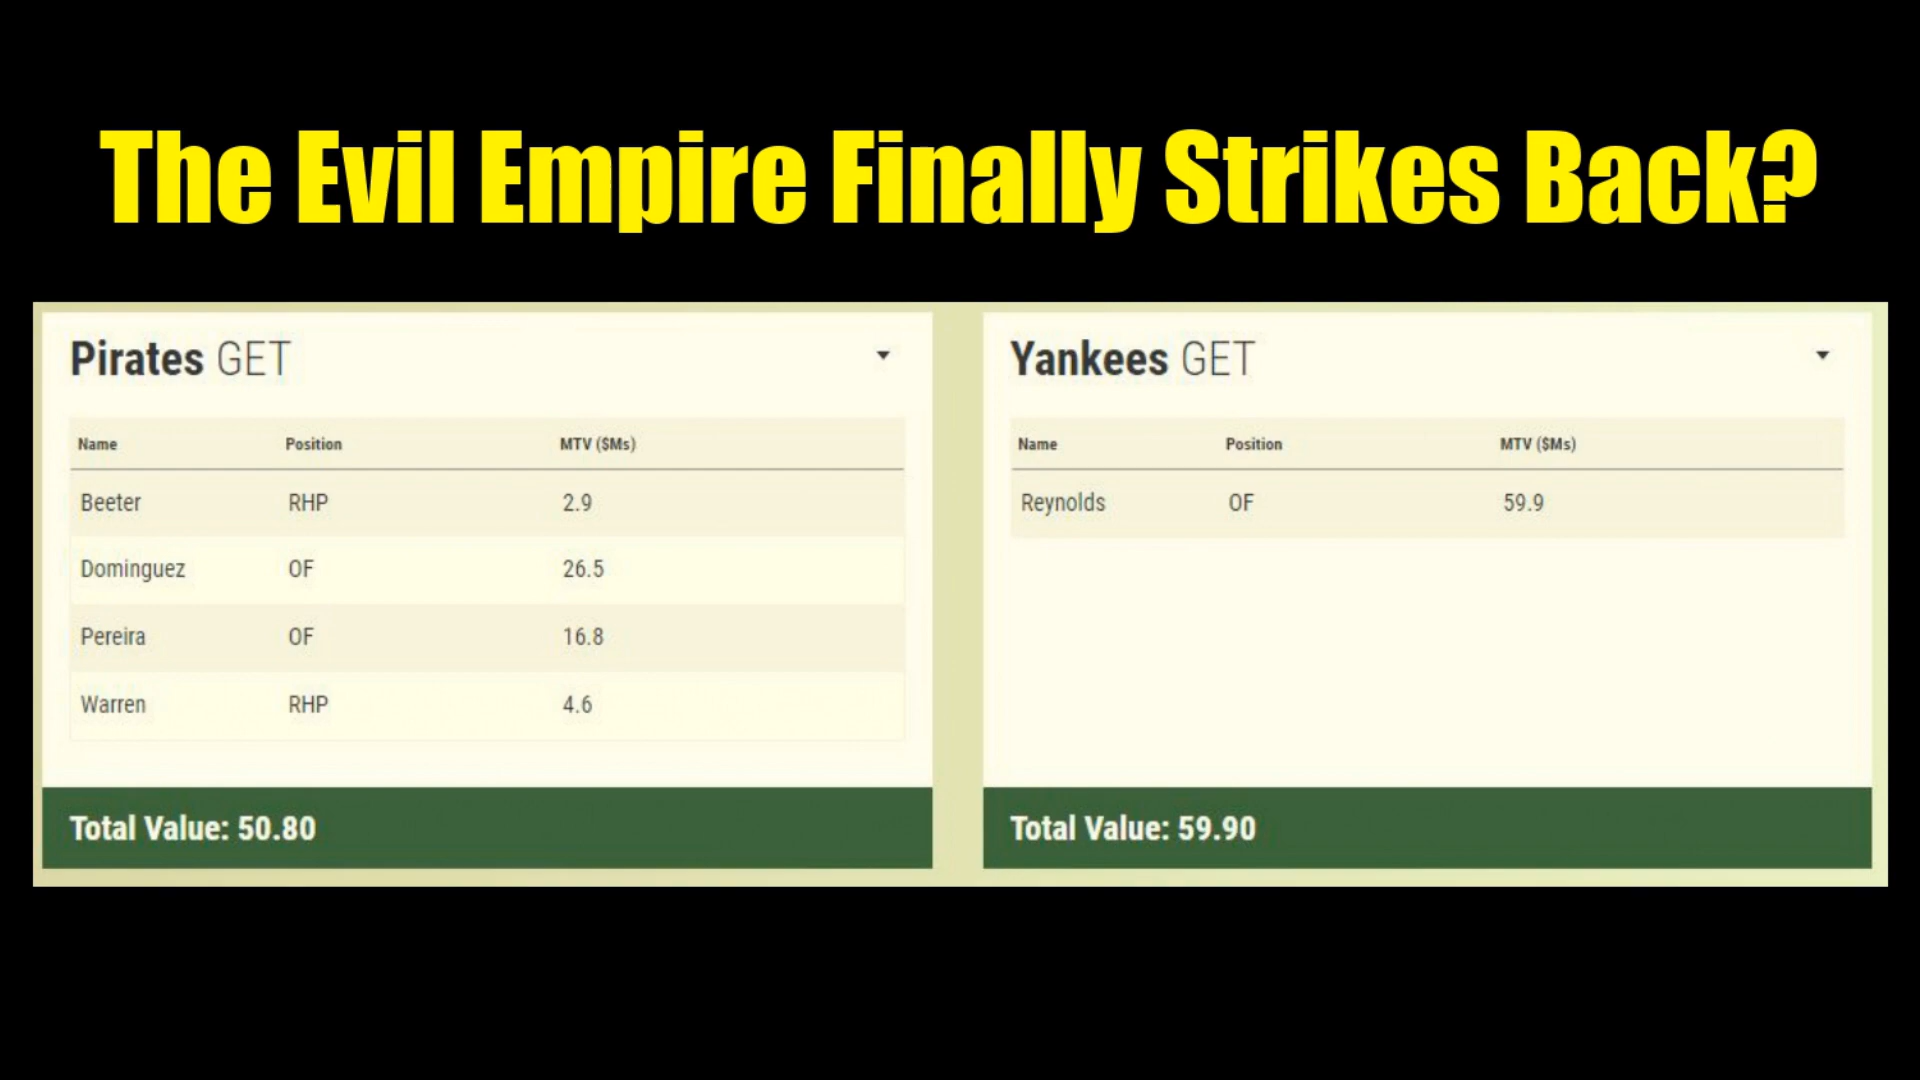 The Evil Empire Finally Strikes Back?
Pirates GET
Name Position MTV ($Ms)
Beeter RHP 2.9
Dominguez OF 26.5
Pereira OF 16.8
Warren RHP 4.6
Total Value: 50.80
Yankees GET
Name Position MTV ($Ms)
Reynolds OF 59.9
Total Value: 59.90